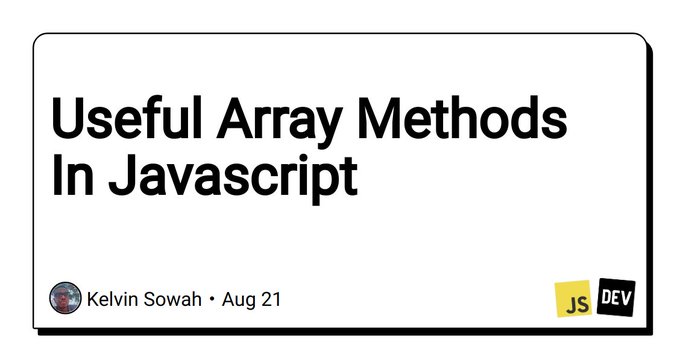 Useful Array Methods
In Javascript
Kelvin Sowah • Aug 21
JS
DEV